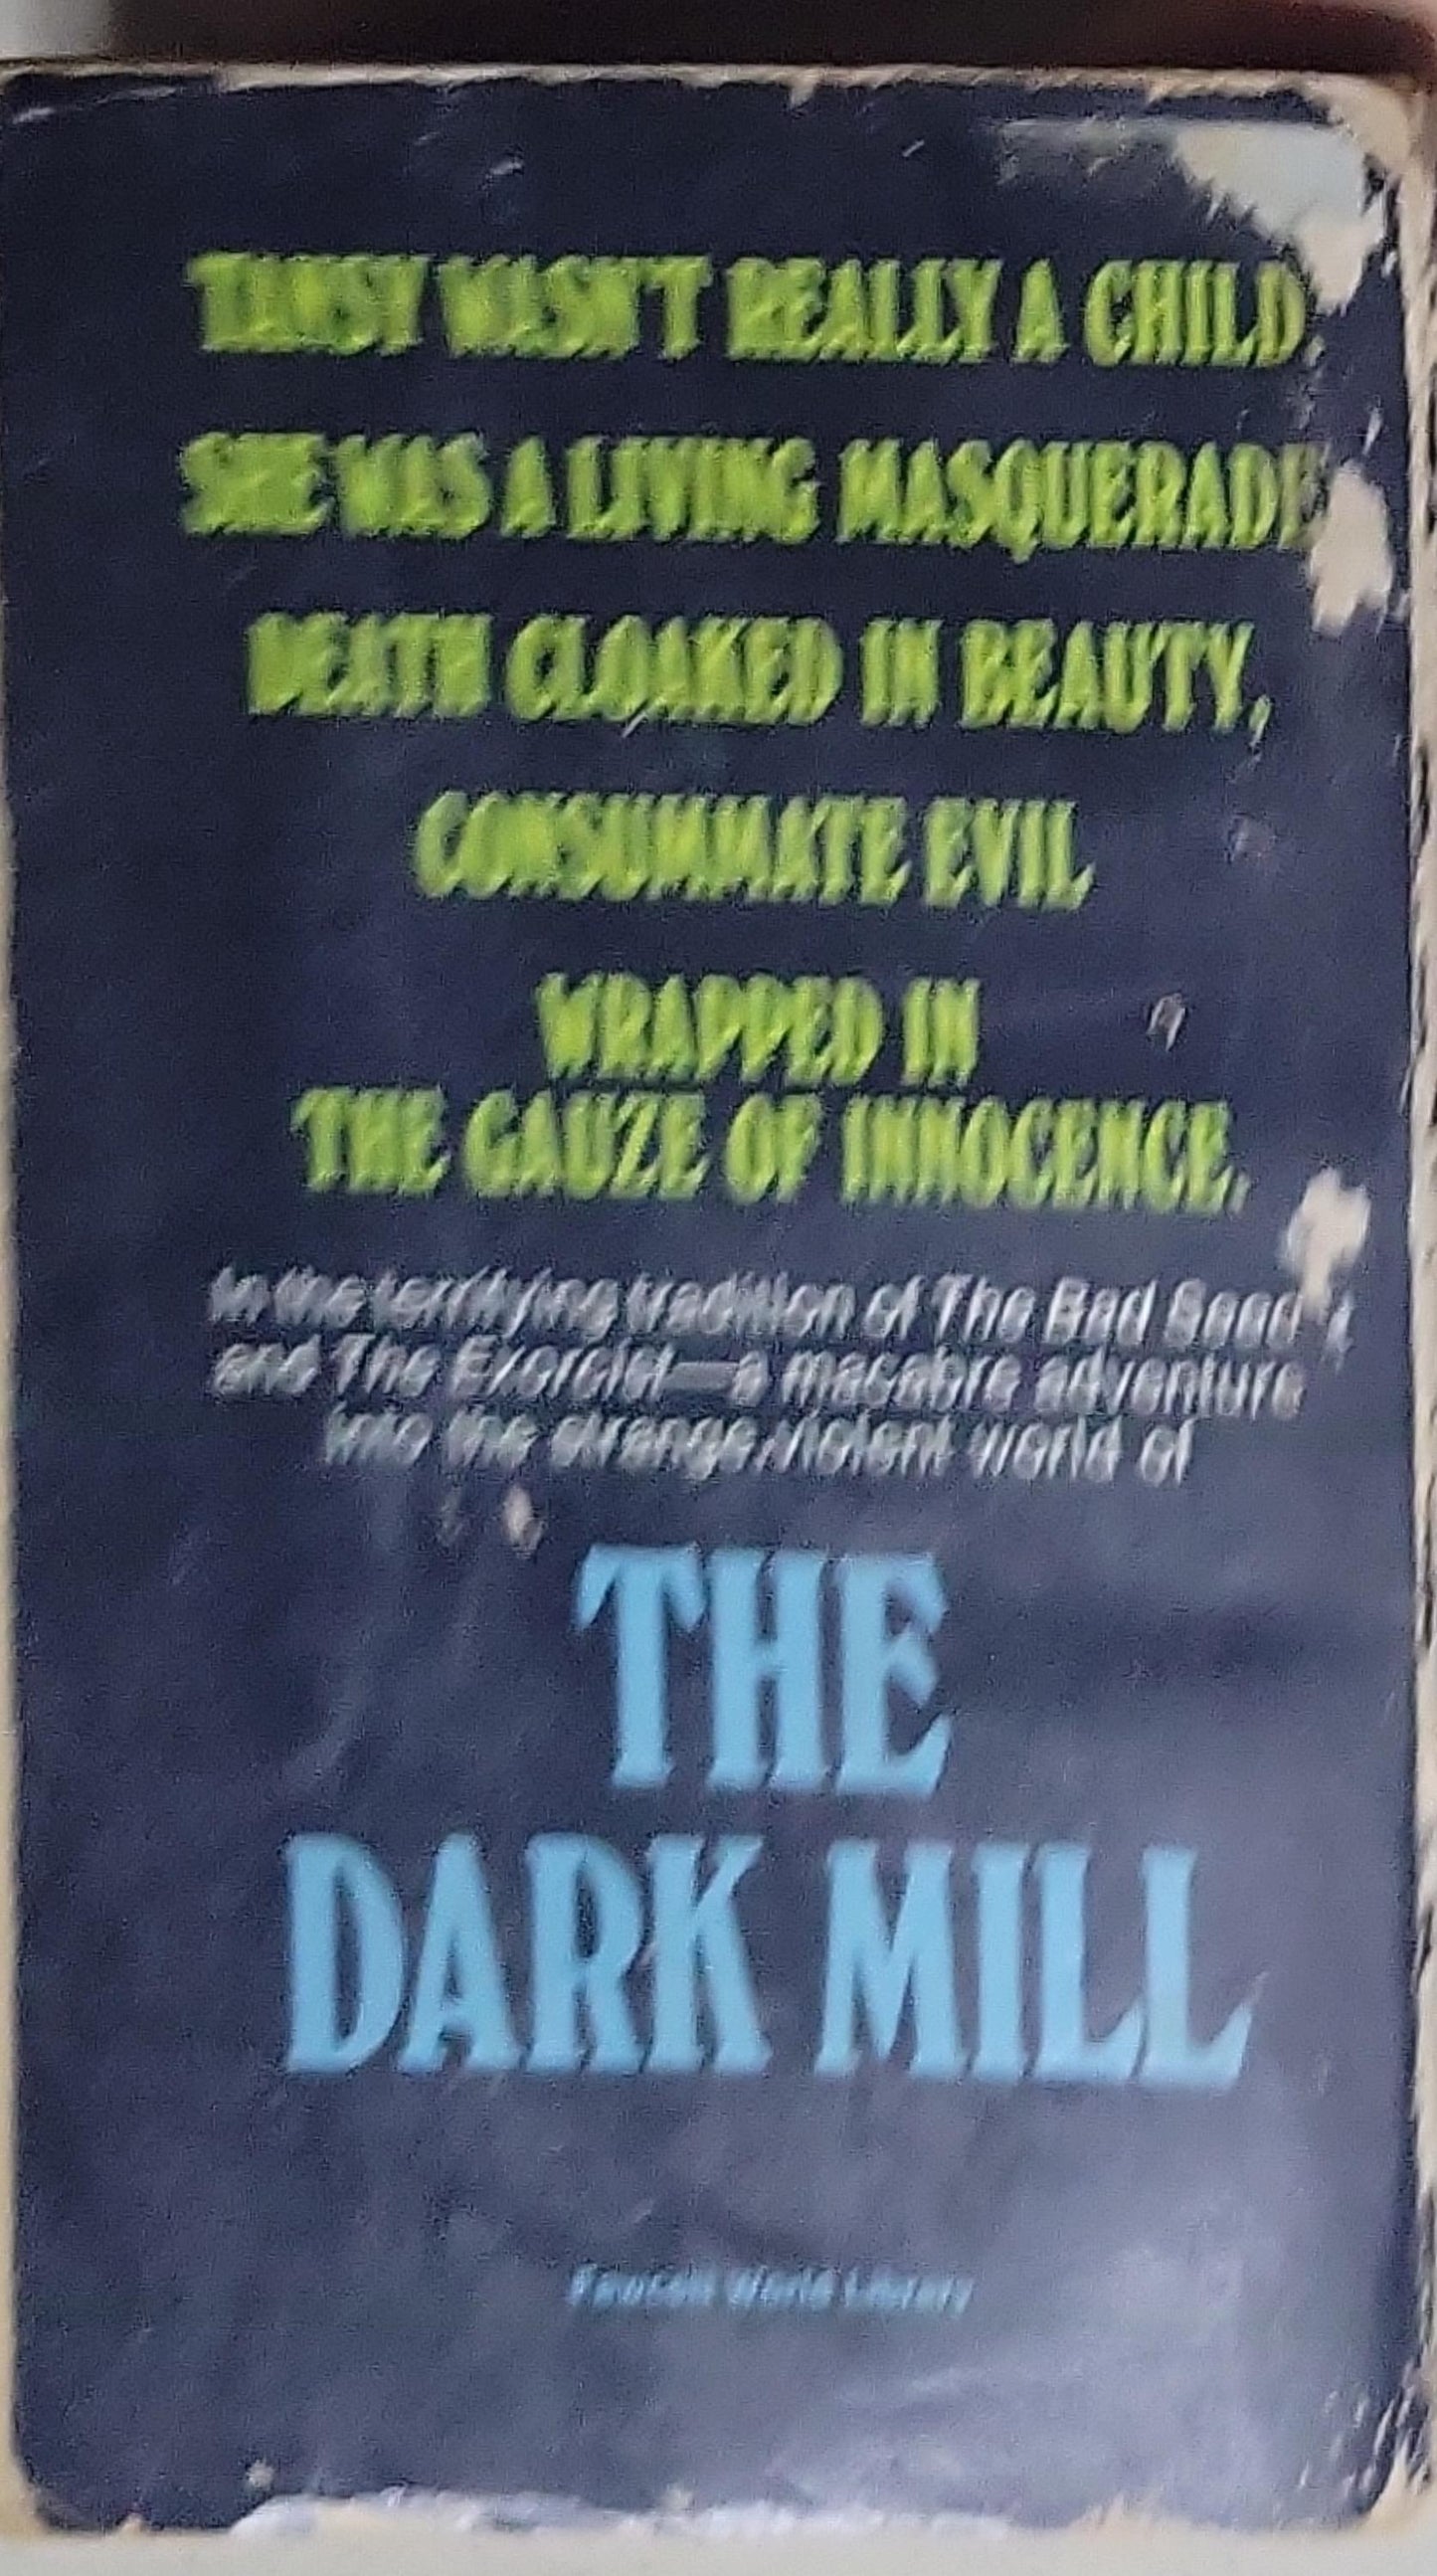 TANSY WASN'T REALLY A CHILD.
SHE WAS A LIVING MASQUERADE
DEATH CLOAKED IN BEAUTY,
CONSUMMATE EVIL
WRAPPED IN
THE GAUZE OF INNOCENCE.
In the terrifying tradition of The Bad Seed
and The Exorcist—a macabre adventure
into the strange, violent world of
THE
DARK MILL
Fawcett World Library